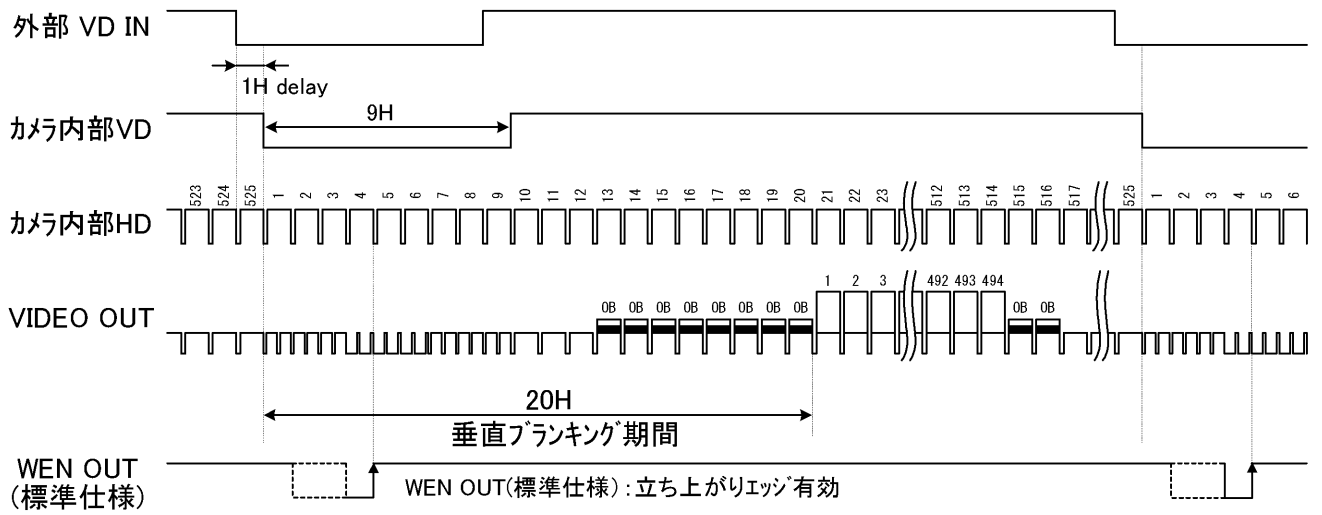 外部 VD IN
1H delay
カメラ内部VD
9H
カメラ内部HD
523 524 525 1 2 3 4 5 6 7 8 9 10 11 12 13 14 15 16 17 18 19 20 21 22 23 512 513 514 515 516 517 525 1 2 3 4 5 6
VIDEO OUT
OB OB OB OB OB OB OB OB 1 2 3 492 493 494 OB OB
20H
垂直ブランキング期間
WEN OUT
(標準仕様)
WEN OUT(標準仕様) : 立ち上がりエッジ有効